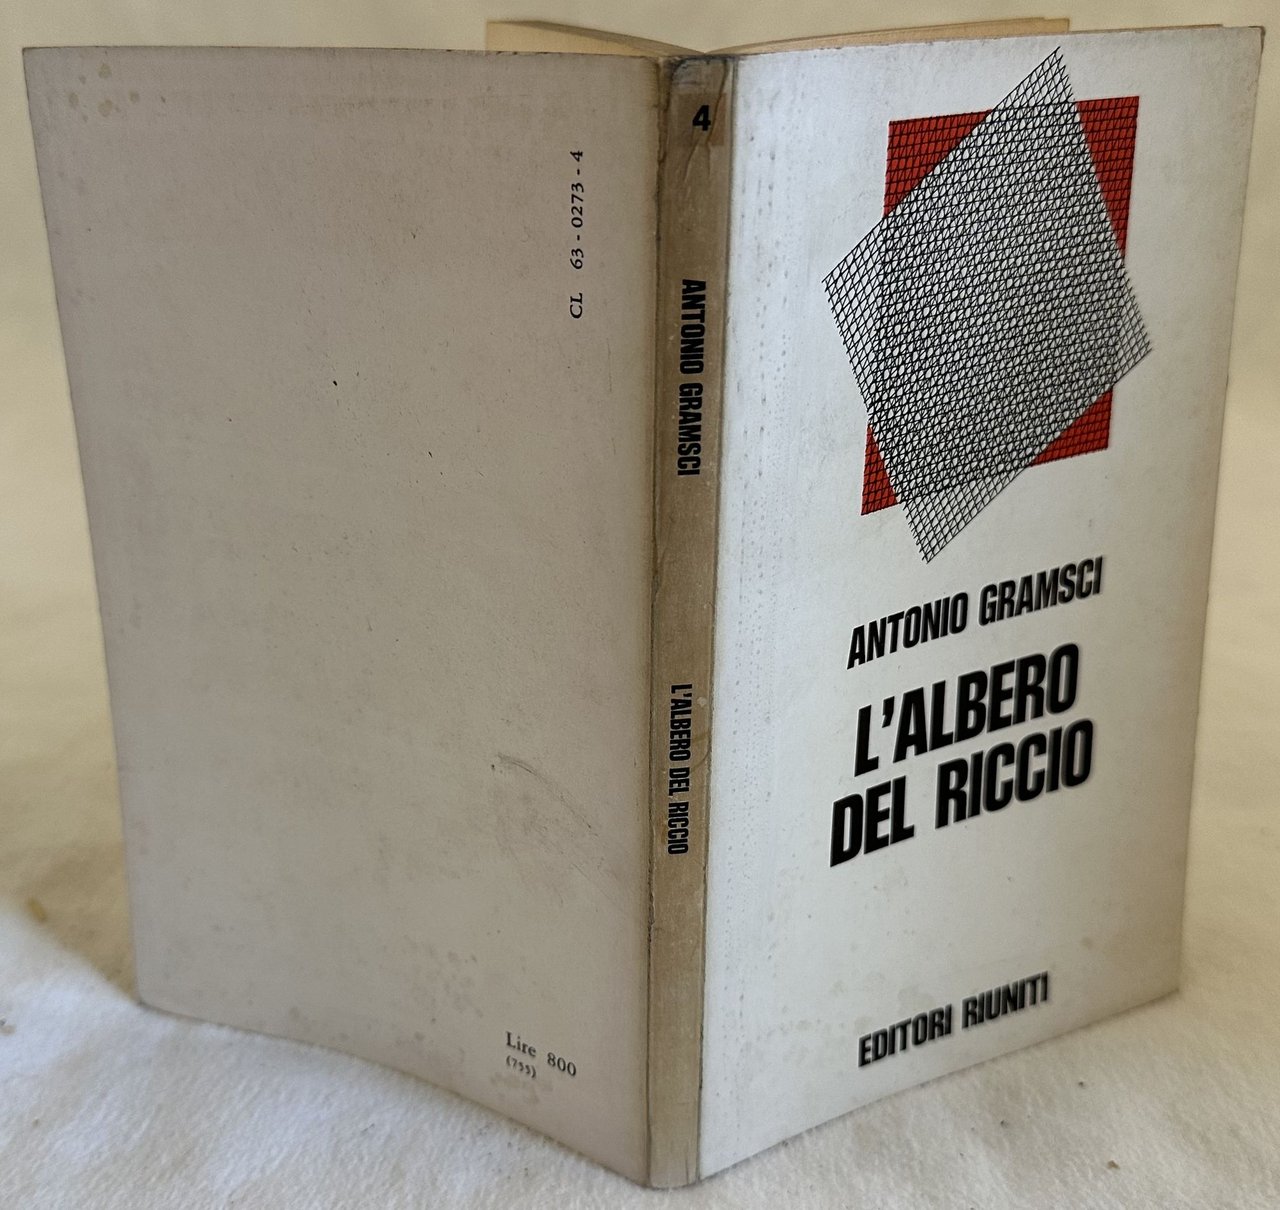 CL 63-0273-4
Lire 800
(755)
4
ANTONIO GRAMSCI
L'ALBERO DEL RICCIO
ANTONIO GRAMSCI
L'ALBERO
DEL RICCIO
EDITORI RIUNITI